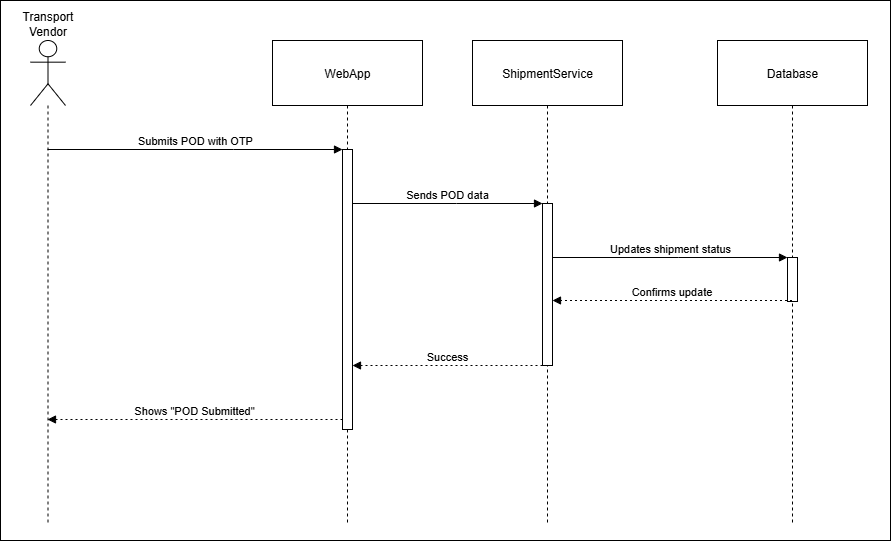 Transport
Vendor
WebApp
ShipmentService
Database
Submits POD with OTP
Sends POD data
Updates shipment status
Confirms update
Success
Shows "POD Submitted"